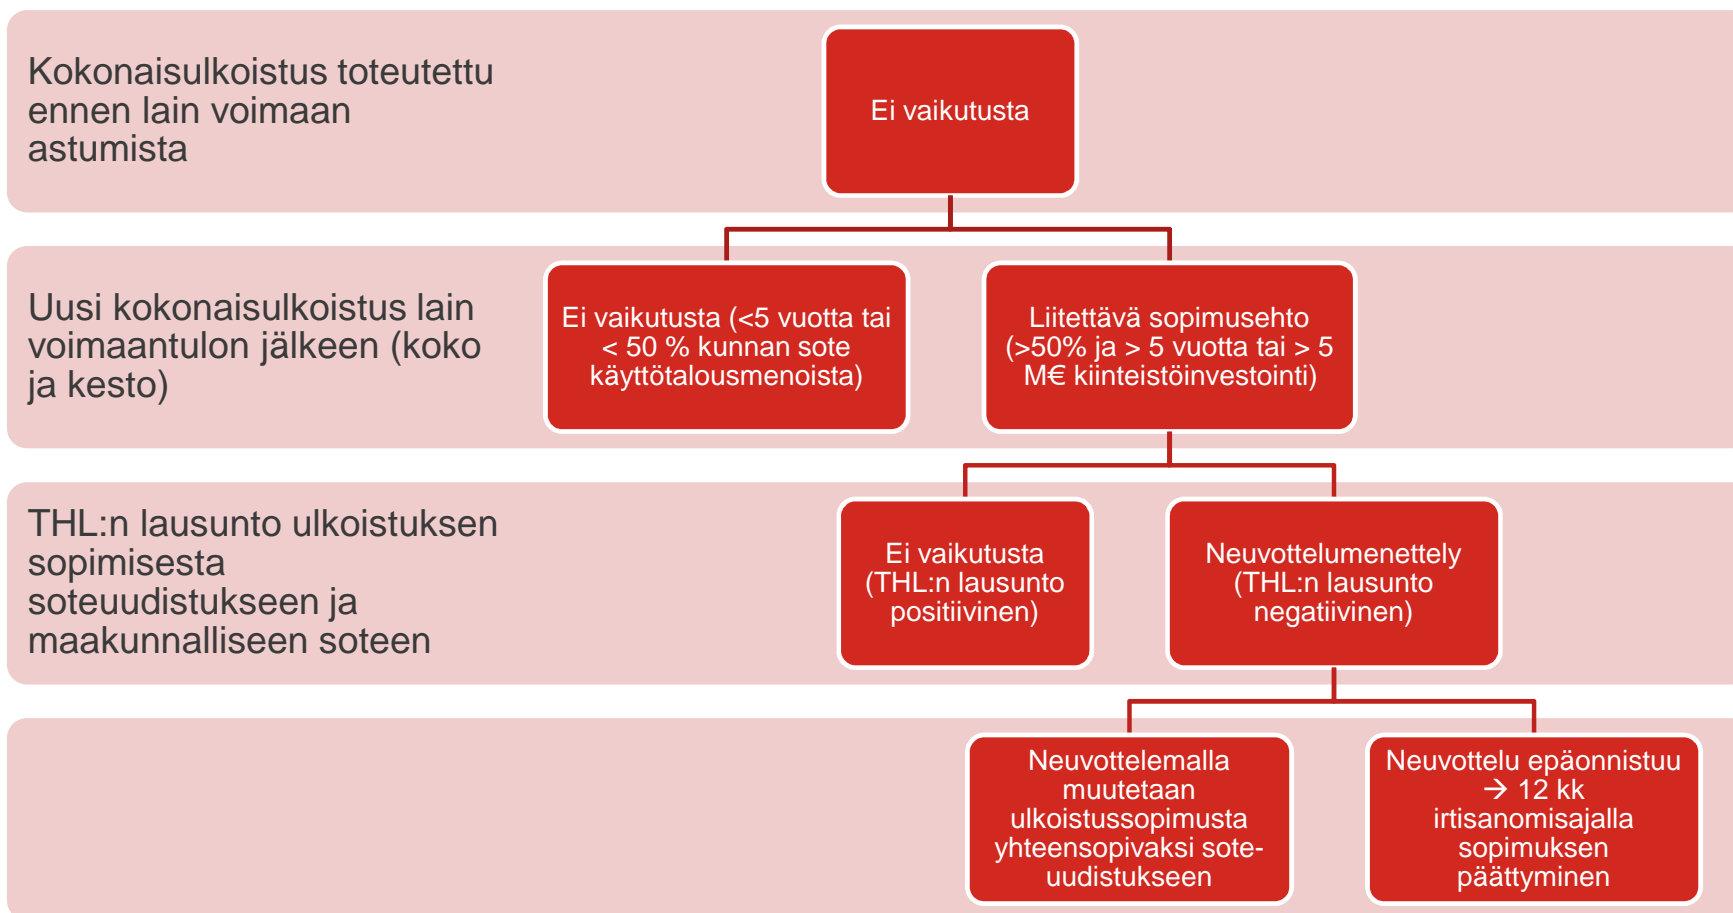 Kokonaisulkoistus toteutettu
ennen lain voimaan
astumista
Ei vaikutusta
Uusi kokonaisulkoistus lain
voimaantulon jälkeen (koko
ja kesto)
Ei vaikutusta (<5 vuotta tai
< 50 % kunnan sote
käyttötalousmenoista)
Liitettävä sopimusehto
(>50% ja > 5 vuotta tai > 5
M€ kiinteistöinvestointi)
THL:n lausunto ulkoistuksen
sopimisesta
soteuudistukseen ja
maakunnalliseen soteen
Ei vaikutusta
(THL:n lausunto
positiivinen)
Neuvottelumenettely
(THL:n lausunto
negatiivinen)
Neuvottelemalla
muutetaan
ulkoistussopimusta
yhteensopivaksi sote-
uudistukseen
Neuvottelu epäonnistuu
→ 12 kk
irtisanomisajalla
sopimuksen
päättyminen